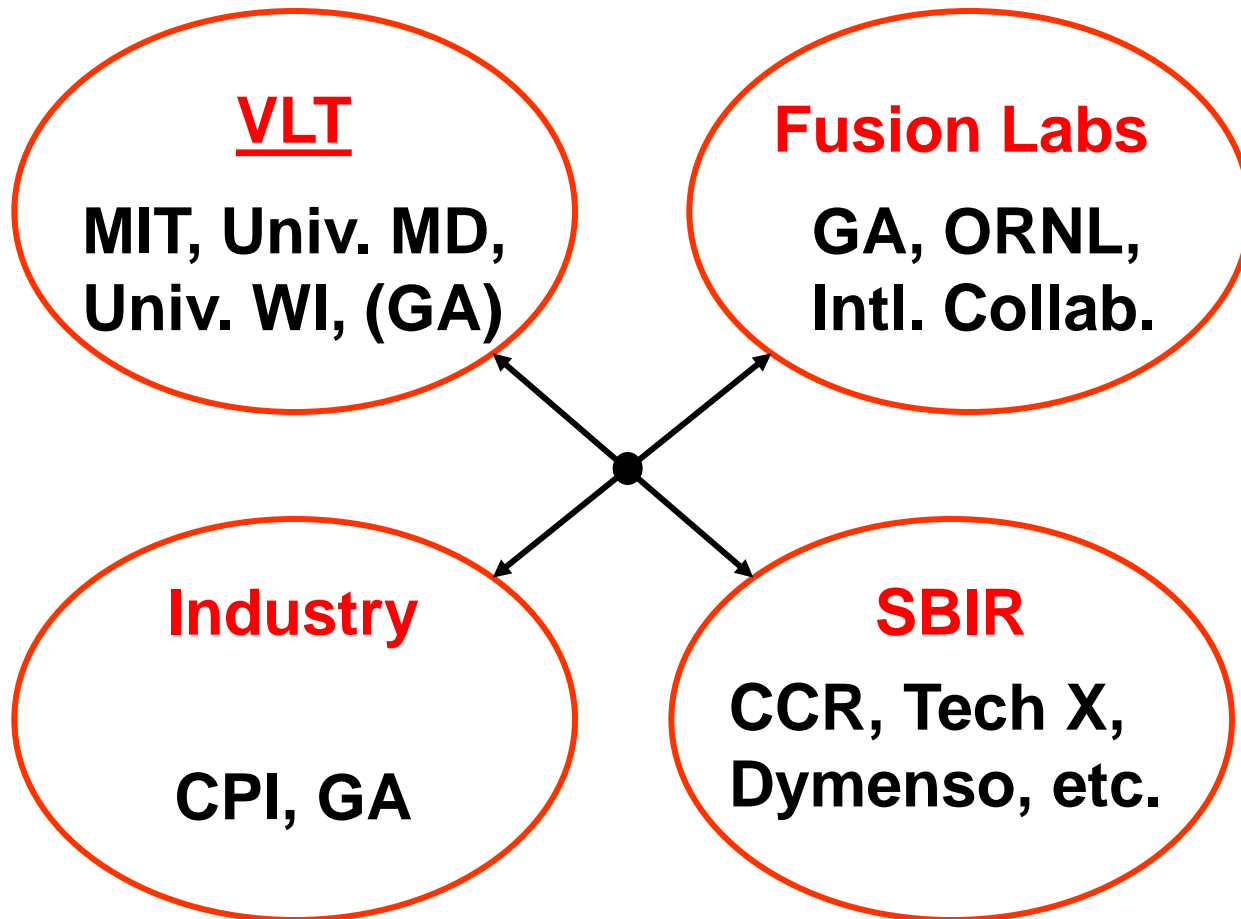 VLT
MIT, Univ. MD,
Univ. WI, (GA)
Fusion Labs
GA, ORNL,
Intl. Collab.
Industry
CPI, GA
SBIR
CCR, Tech X,
Dymenso, etc.